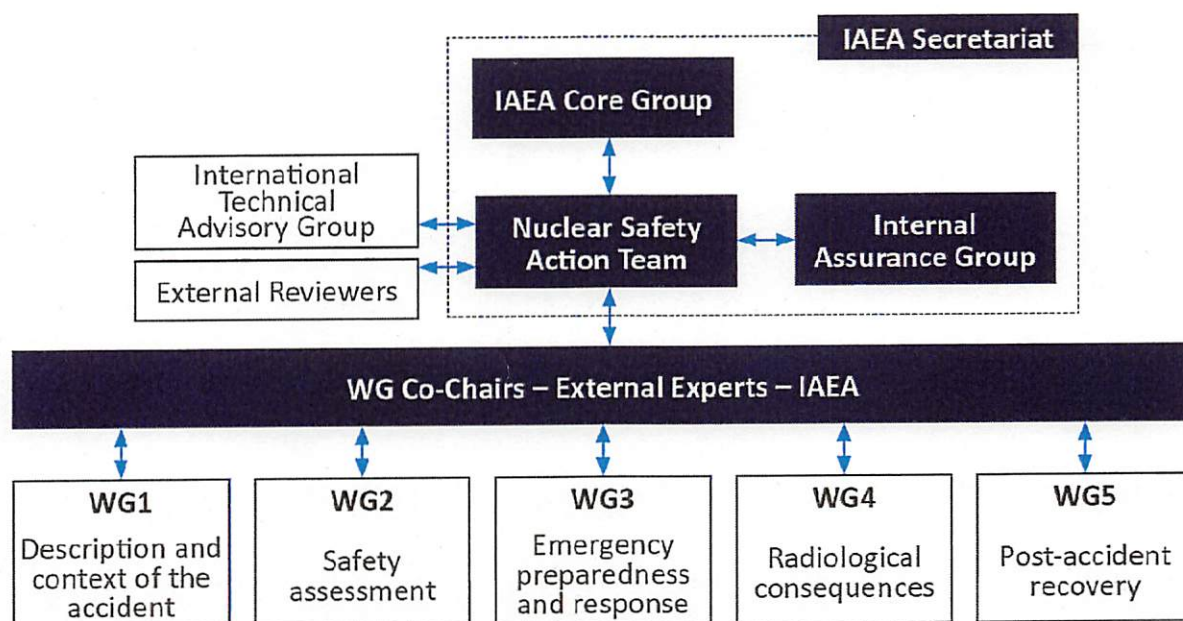 IAEA Secretariat
IAEA Core Group
International
Technical
Advisory Group
Nuclear Safety
Action Team
Internal
Assurance Group
External Reviewers
WG Co-Chairs – External Experts – IAEA
WG1
Description and
context of the
accident
WG2
Safety
assessment
WG3
Emergency
preparedness
and response
WG4
Radiological
consequences
WG5
Post-accident
recovery